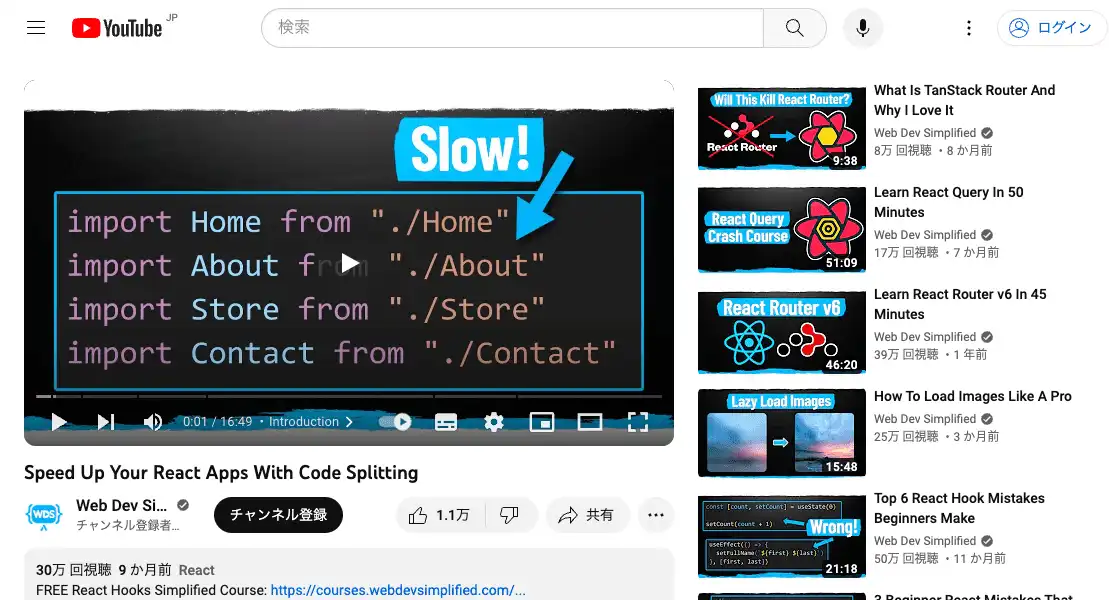 YouTube JP
検索
ログイン
Slow!
import Home from "./Home"
import About from "./About"
import Store from "./Store"
import Contact from "./Contact"
0:01 / 16:49 • Introduction
Speed Up Your React Apps With Code Splitting
WDS
Web Dev Si...
チャンネル登録者...
チャンネル登録
1.1万
共有
30万 回視聴 9 か月前 React
FREE React Hooks Simplified Course: https://courses.webdevsimplified.com/...
Will This Kill React Router?
React Router
9:38
What Is TanStack Router And
Why I Love It
Web Dev Simplified
8万 回視聴 ・8 か月前
React Query
Crash Course
51:09
Learn React Query In 50
Minutes
Web Dev Simplified
17万 回視聴 ・7 か月前
React Router v6
46:20
Learn React Router v6 In 45
Minutes
Web Dev Simplified
39万 回視聴 ・1 年前
Lazy Load Images
15:48
How To Load Images Like A Pro
Web Dev Simplified
25万 回視聴 ・3 か月前
const [count, setCount] = useState(0)
setCount(count + 1)
Wrong!
useEffect(() => {
setFullName(`${first} ${last}`)
}, [first, last])
21:18
Top 6 React Hook Mistakes
Beginners Make
Web Dev Simplified
50万 回視聴 ・11 か月前
3 Beginner React Mistakes That